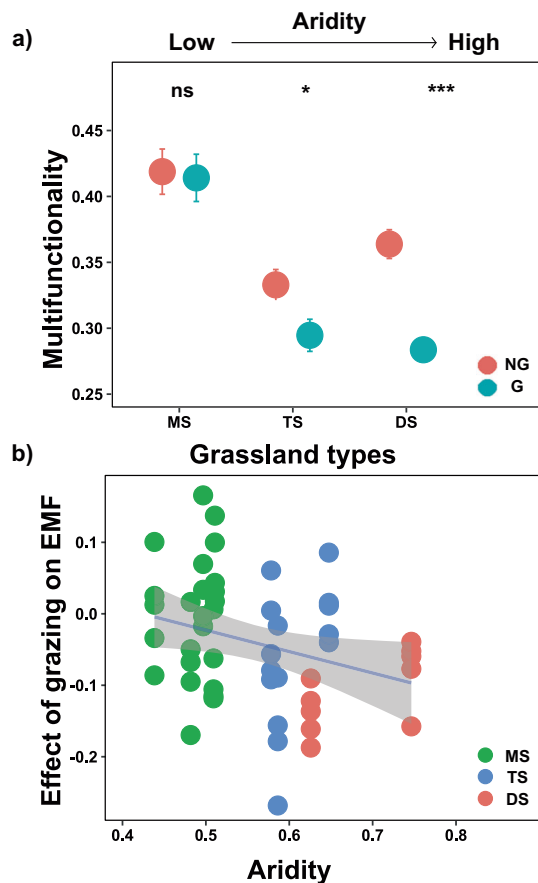 a)
Aridity
Low High
ns * ***
Multifunctionality
0.45
0.40
0.35
0.30
0.25
NG
G
MS TS DS
Grassland types
b)
Effect of grazing on EMF
0.1
0.0
-0.1
-0.2
MS
TS
DS
0.4 0.5 0.6 0.7 0.8
Aridity